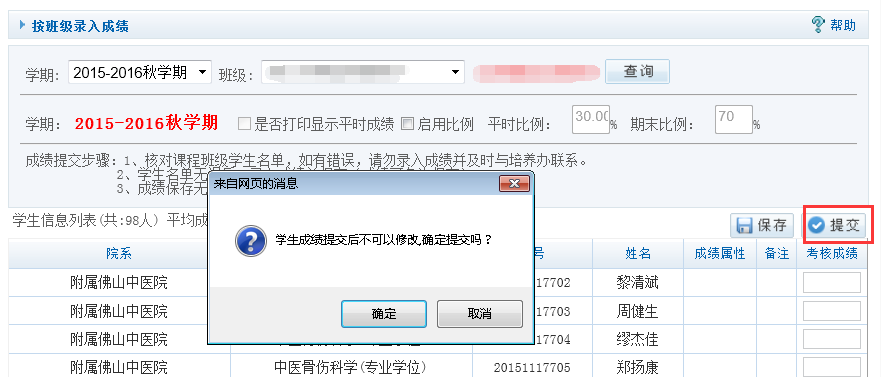 按班级录入成绩 帮助
学期: 2015-2016秋学期 班级: 查询
学期: 2015-2016秋学期 是否打印显示平时成绩 启用比例 平时比例: 30.00% 期末比例: 70 %
成绩提交步骤: 1、核对课程班级学生名单，如有错误，请勿录入成绩并及时与培养办联系。
2、学生名单无
3、成绩保存无
来自网页的消息
学生成绩提交后不可以修改,确定提交吗？
确定 取消
学生信息列表(共:98人) 平均成 保存 提交
院系 号 姓名 成绩属性 备注 考核成绩
附属佛山中医院 17702 黎清斌
附属佛山中医院 17703 周健生
附属佛山中医院 17704 缪杰佳
附属佛山中医院 中医骨伤科学(专业学位) 20151117705 郑扬康